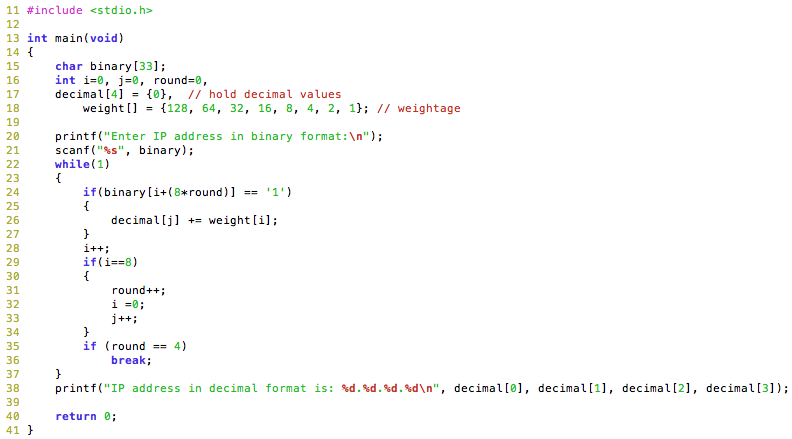 11 #include <stdio.h>
12
13 int main(void)
14 {
15     char binary[33];
16     int i=0, j=0, round=0,
17     decimal[4] = {0},  // hold decimal values
18         weight[] = {128, 64, 32, 16, 8, 4, 2, 1}; // weightage
19
20     printf("Enter IP address in binary format:\n");
21     scanf("%s", binary);
22     while(1)
23     {
24         if(binary[i+(8*round)] == '1')
25         {
26             decimal[j] += weight[i];
27         }
28         i++;
29         if(i==8)
30         {
31             round++;
32             i =0;
33             j++;
34         }
35         if (round == 4)
36             break;
37     }
38     printf("IP address in decimal format is: %d.%d.%d.%d\n", decimal[0], decimal[1], decimal[2], decimal[3]);
39
40     return 0;
41 }